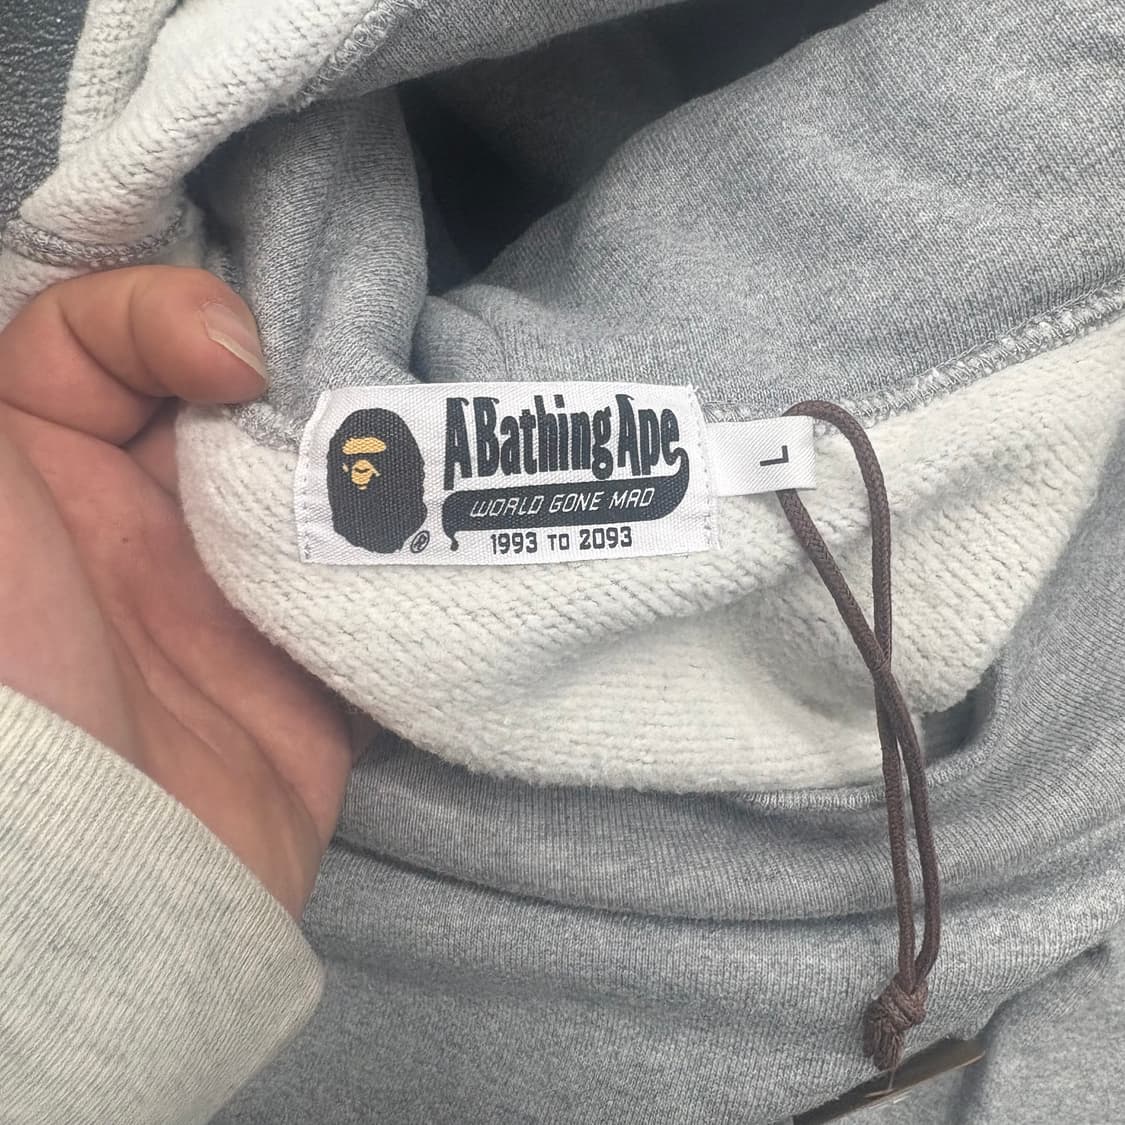 A Bathing Ape
WORLD GONE MAD
1993 TO 2093
®
L